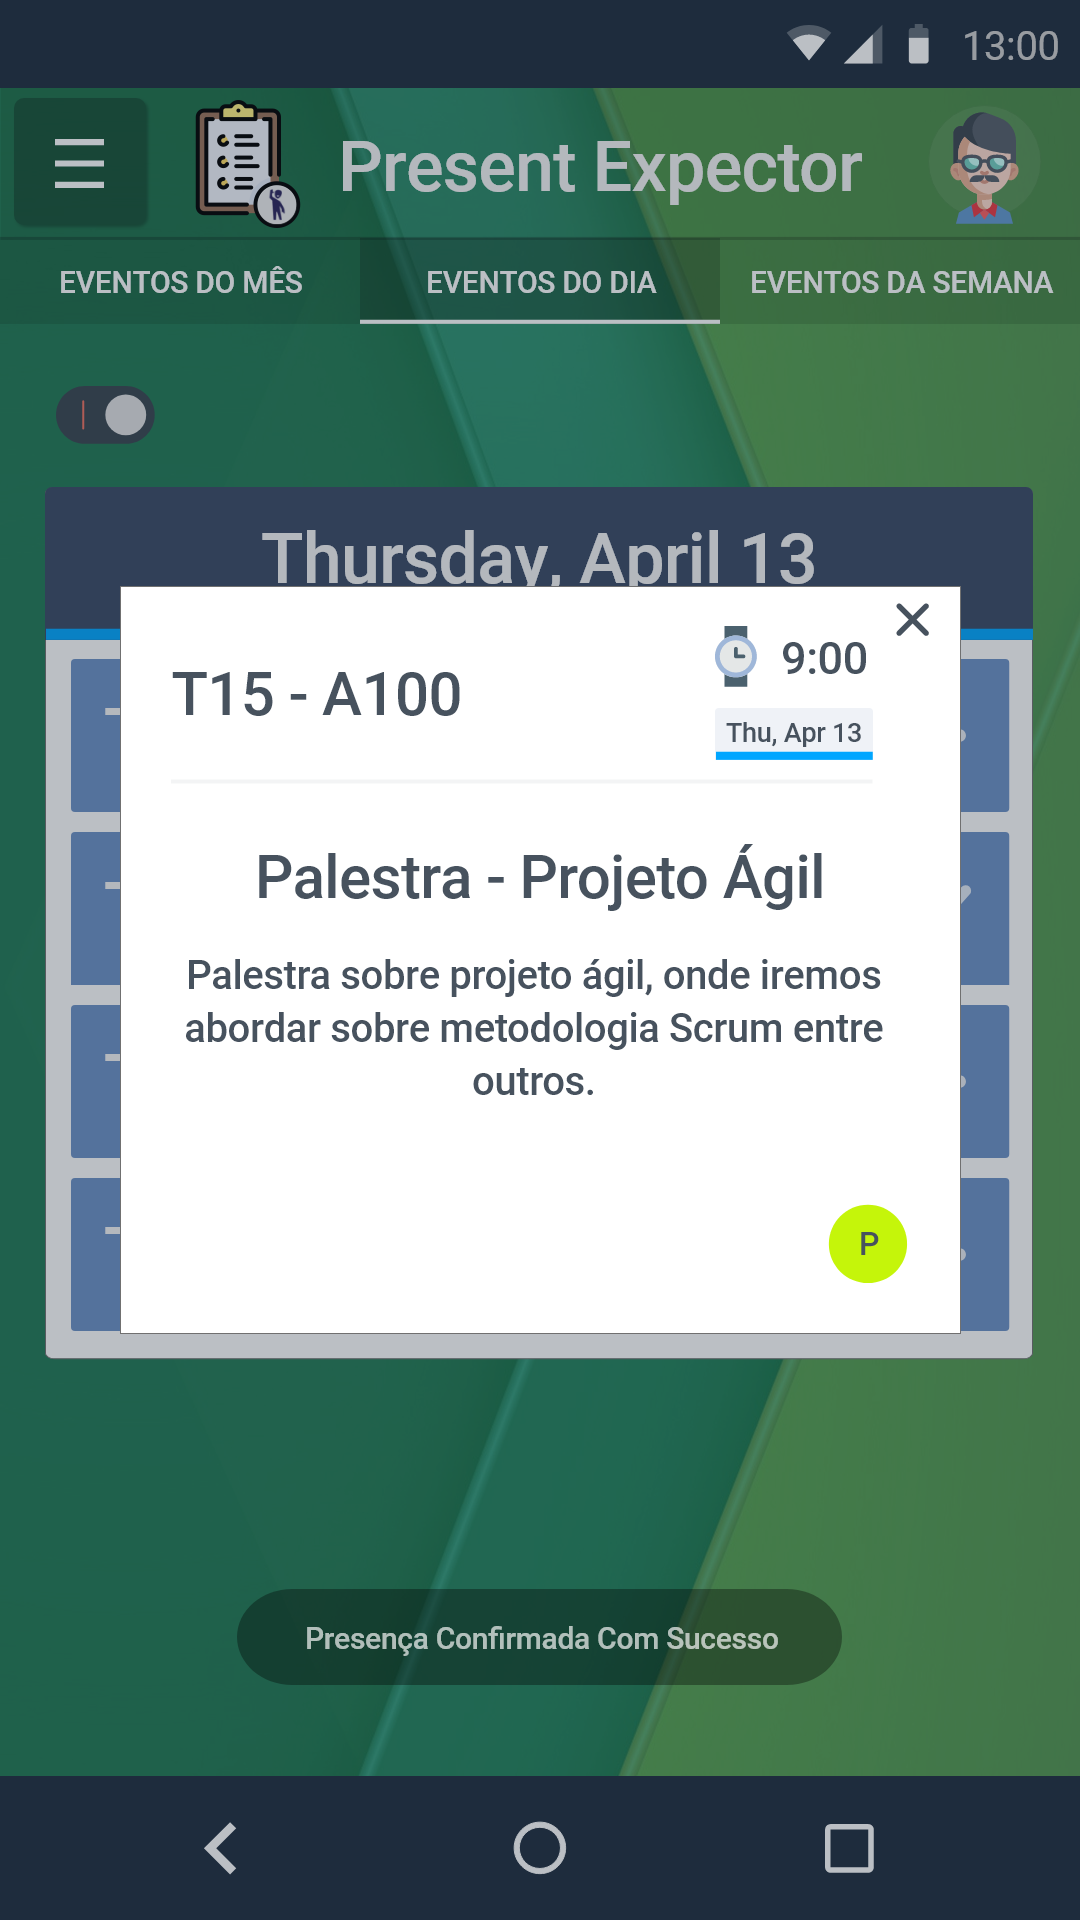 13:00
Present Expector
EVENTOS DO MÊS
EVENTOS DO DIA
EVENTOS DA SEMANA
Thursday, April 13
9:00
T15 - A100
Thu, Apr 13
Palestra - Projeto Ágil
Palestra sobre projeto ágil, onde iremos
abordar sobre metodologia Scrum entre
outros.
P
Presença Confirmada Com Sucesso